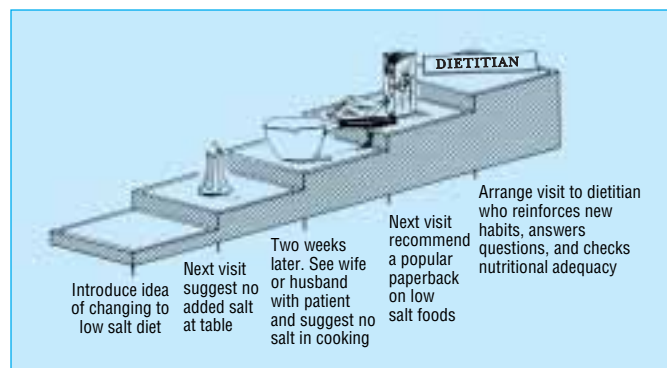 DIETITIAN
Introduce idea
of changing to
low salt diet
Next visit
suggest no
added salt
at table
Two weeks
later. See wife
or husband
with patient
and suggest no
salt in cooking
Next visit
recommend
a popular
paperback
on low
salt foods
Arrange visit to dietitian
who reinforces new
habits, answers
questions, and checks
nutritional adequacy